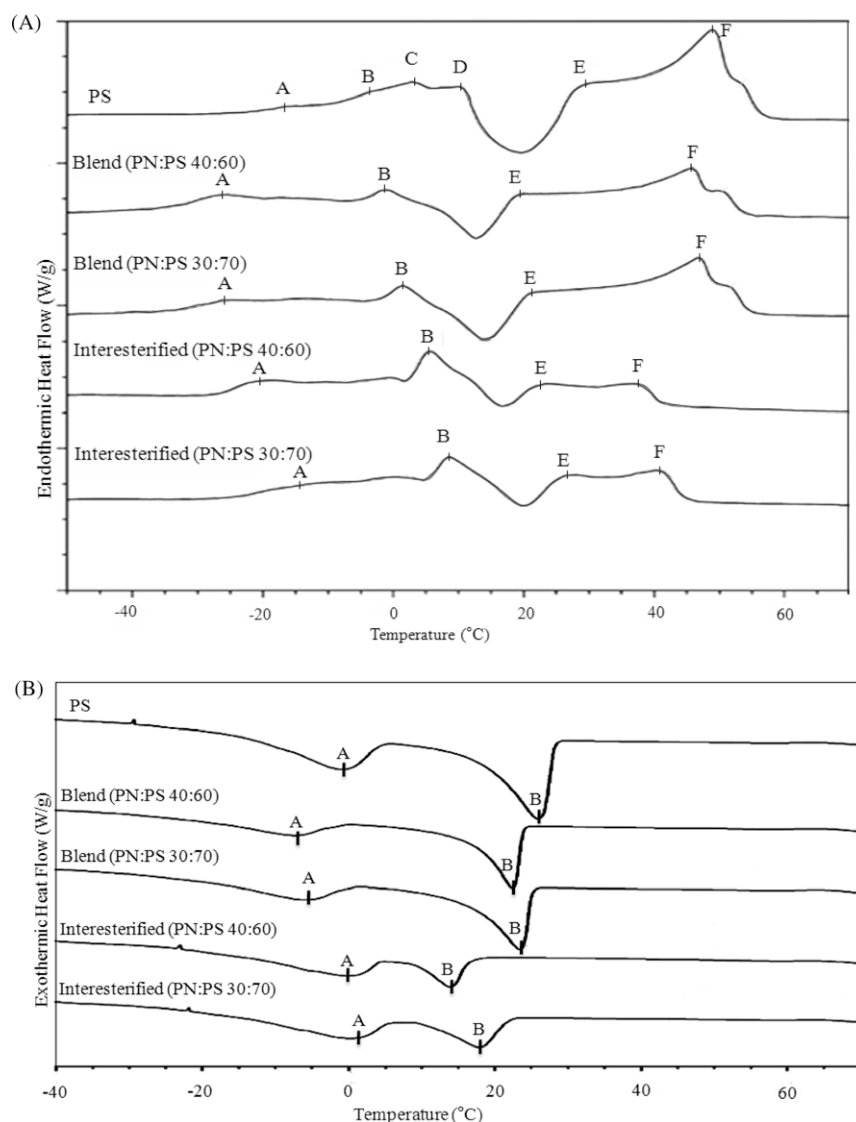 (A)
PS
A B C D E F
Blend (PN:PS 40:60)
A B E F
Blend (PN:PS 30:70)
A B E F
Interesterified (PN:PS 40:60)
A B E F
Interesterified (PN:PS 30:70)
A B E F
Endothermic Heat Flow (W/g)
-40 -20 0 20 40 60
Temperature (°C)
(B)
PS
A B
Blend (PN:PS 40:60)
A B
Blend (PN:PS 30:70)
A B
Interesterified (PN:PS 40:60)
A B
Interesterified (PN:PS 30:70)
A B
Exothermic Heat Flow (W/g)
-40 -20 0 20 40 60
Temperature (°C)